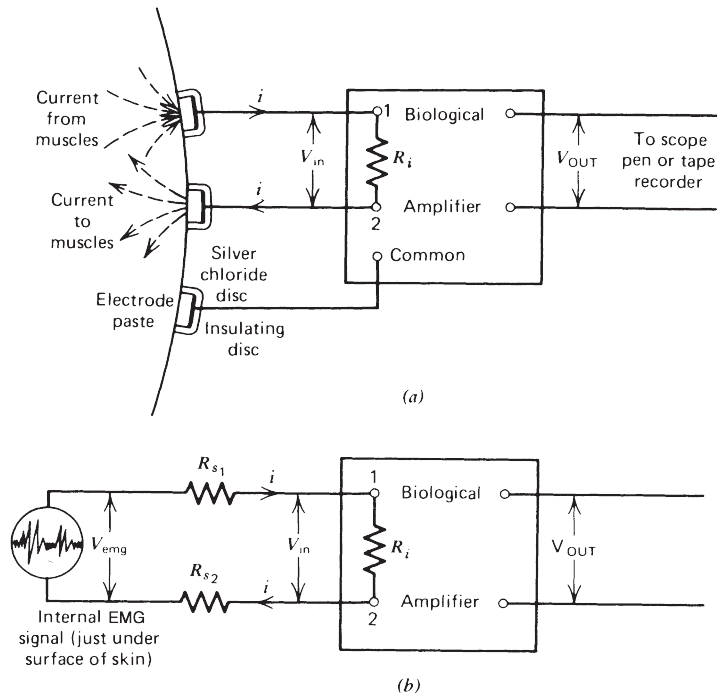 Current
from
muscles
i
V_in
1
R_i
Biological
V_OUT
To scope
pen or tape
recorder
Current
to
muscles
i
2
Amplifier
Common
Silver
chloride
disc
Electrode
paste
Insulating
disc
(a)
R_s1
i
V_emg
V_in
1
R_i
Biological
V_OUT
R_s2
i
2
Amplifier
Internal EMG
signal (just under
surface of skin)
(b)